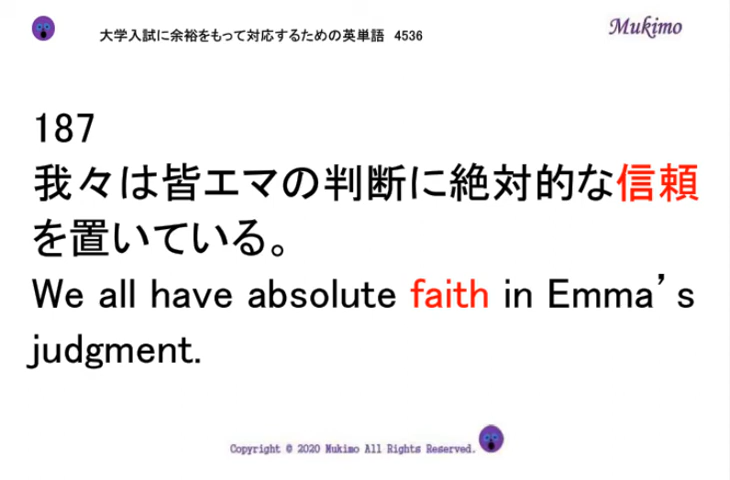 大学入試に余裕をもって対応するための英単語 4536
Mukimo
187
我々は皆エマの判断に絶対的な信頼
を置いている。
We all have absolute faith in Emma’s
judgment.
Copyright © 2020 Mukimo All Rights Reserved.